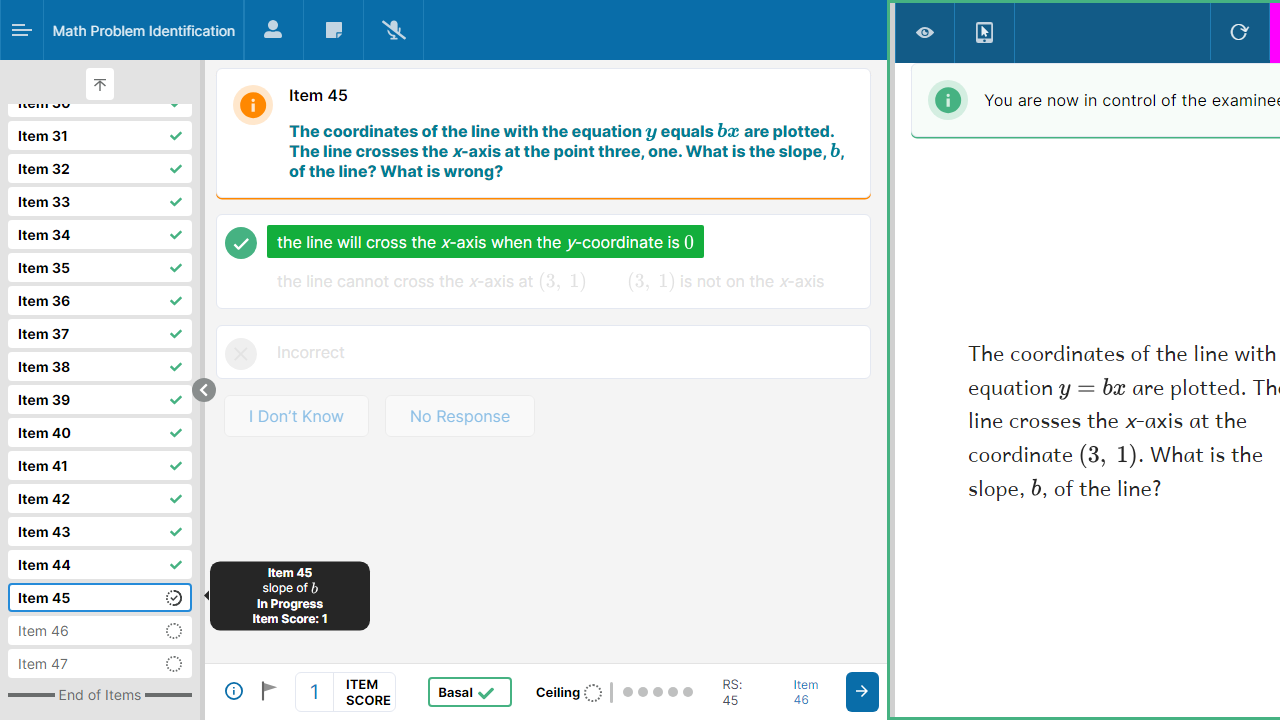 Math Problem Identification
Item 30
Item 31
Item 32
Item 33
Item 34
Item 35
Item 36
Item 37
Item 38
Item 39
Item 40
Item 41
Item 42
Item 43
Item 44
Item 45
Item 46
Item 47
End of Items
Item 45
The coordinates of the line with the equation y equals bx are plotted.
The line crosses the x-axis at the point three, one. What is the slope, b,
of the line? What is wrong?
the line will cross the x-axis when the y-coordinate is 0
the line cannot cross the x-axis at (3, 1) (3, 1) is not on the x-axis
Incorrect
I Don't Know No Response
Item 45
slope of b
In Progress
Item Score: 1
1 ITEM SCORE
Basal
Ceiling
RS: 45
Item 46
You are now in control of the examinee
The coordinates of the line with
equation y = bx are plotted. The
line crosses the x-axis at the
coordinate (3, 1). What is the
slope, b, of the line?